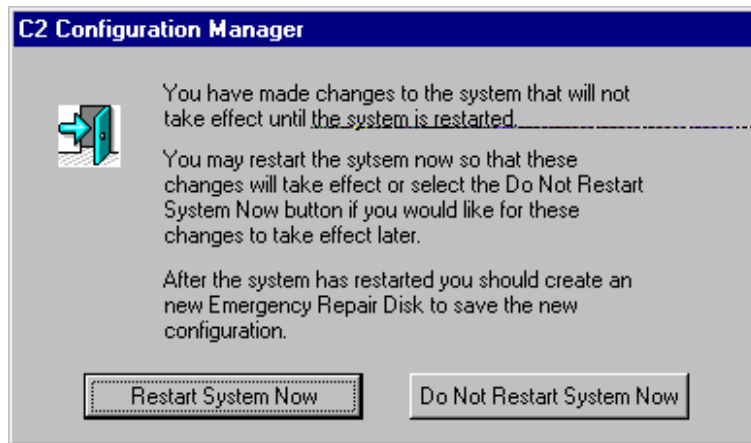 C2 Configuration Manager
You have made changes to the system that will not
take effect until the system is restarted.
You may restart the sytsem now so that these
changes will take effect or select the Do Not Restart
System Now button if you would like for these
changes to take effect later.
After the system has restarted you should create an
new Emergency Repair Disk to save the new
configuration.
Restart System Now
Do Not Restart System Now